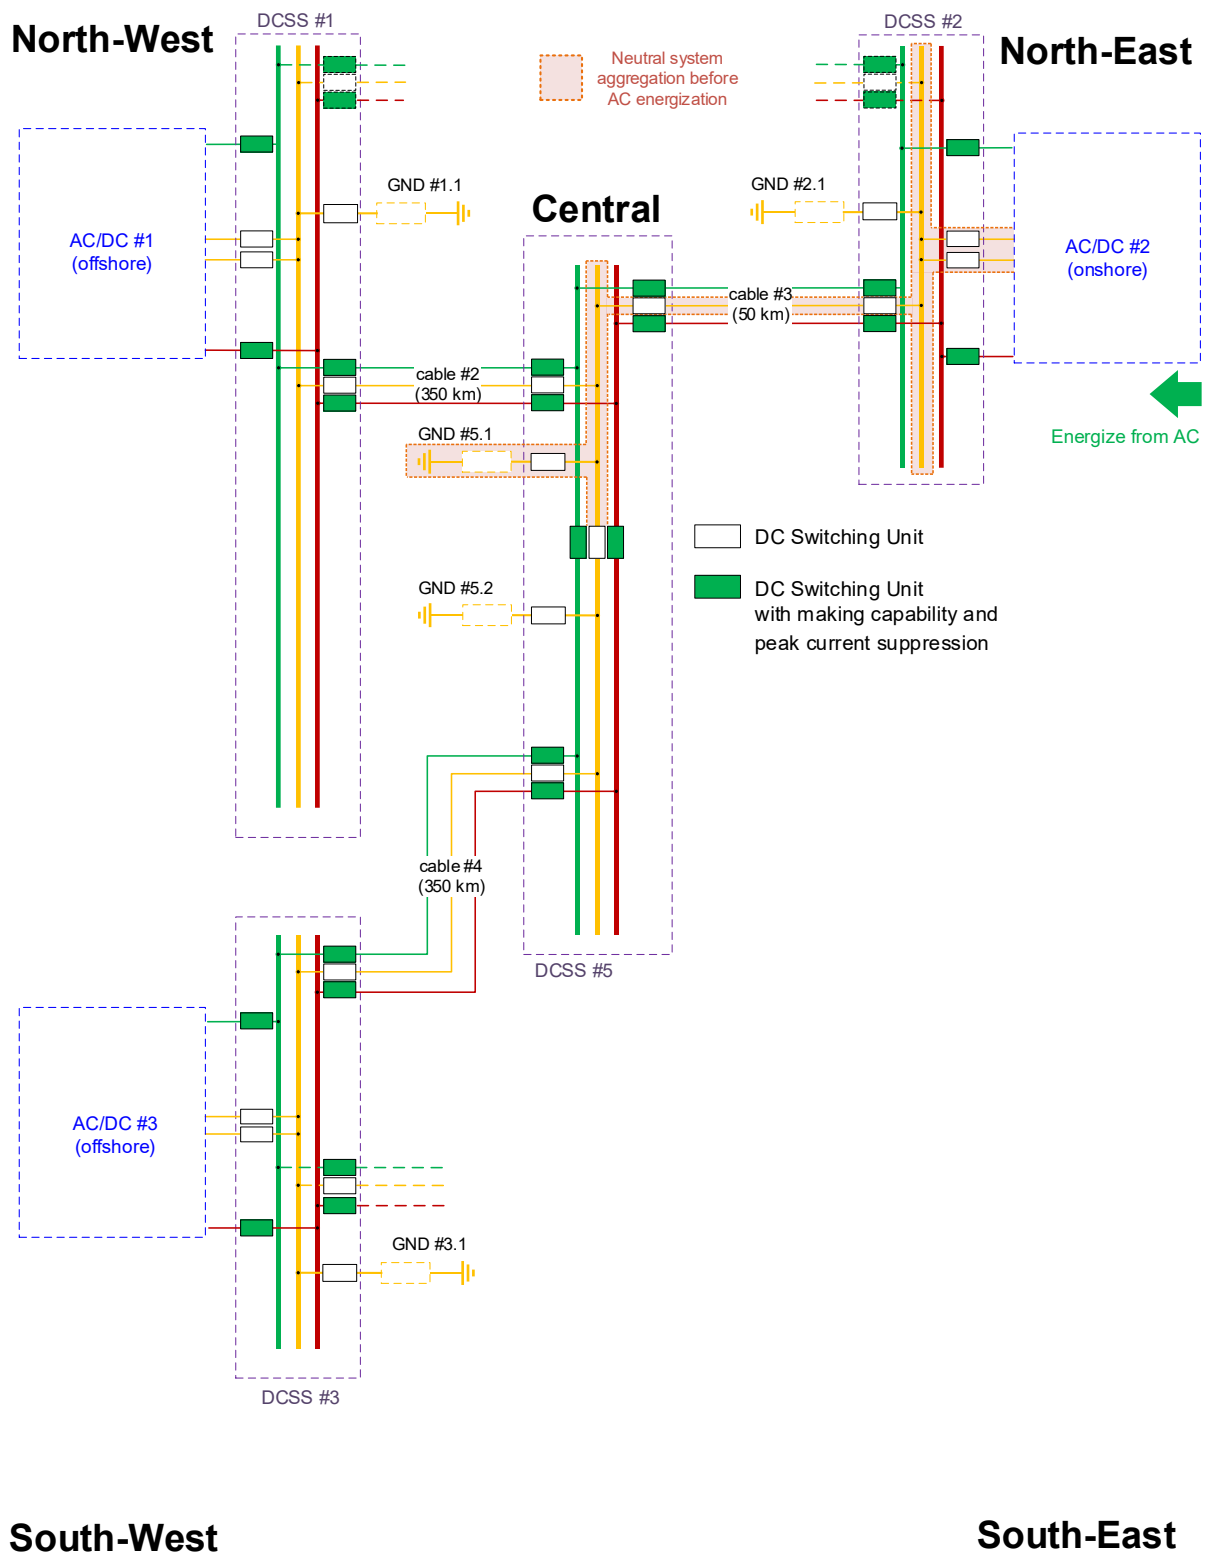 DCSS #1
DCSS #2
North-West
North-East
Neutral system
aggregation before
AC energization
GND #1.1
GND #2.1
Central
AC/DC #1
(offshore)
AC/DC #2
(onshore)
cable #3
(50 km)
cable #2
(350 km)
GND #5.1
Energize from AC
DC Switching Unit
GND #5.2
DC Switching Unit
with making capability and
peak current suppression
cable #4
(350 km)
DCSS #5
AC/DC #3
(offshore)
GND #3.1
DCSS #3
South-West
South-East